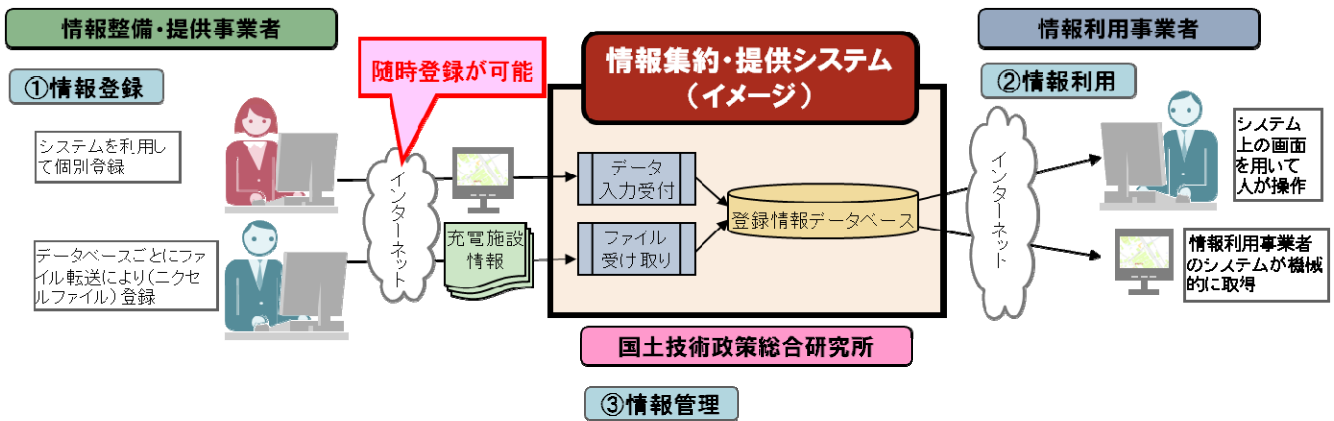 情報整備・提供事業者
①情報登録
システムを利用し
て個別登録
データベースごとにファ
イル転送により(ニクセ
ルファイル)登録
随時登録が可能
インターネット
充電施設
情報
情報集約・提供システム
(イメージ)
データ
入力受付
ファイル
受け取り
登録情報データベース
国土技術政策総合研究所
③情報管理
情報利用事業者
②情報利用
インターネット
システム
上の画面
を用いて
人が操作
情報利用事業者
のシステムが機械
的に取得